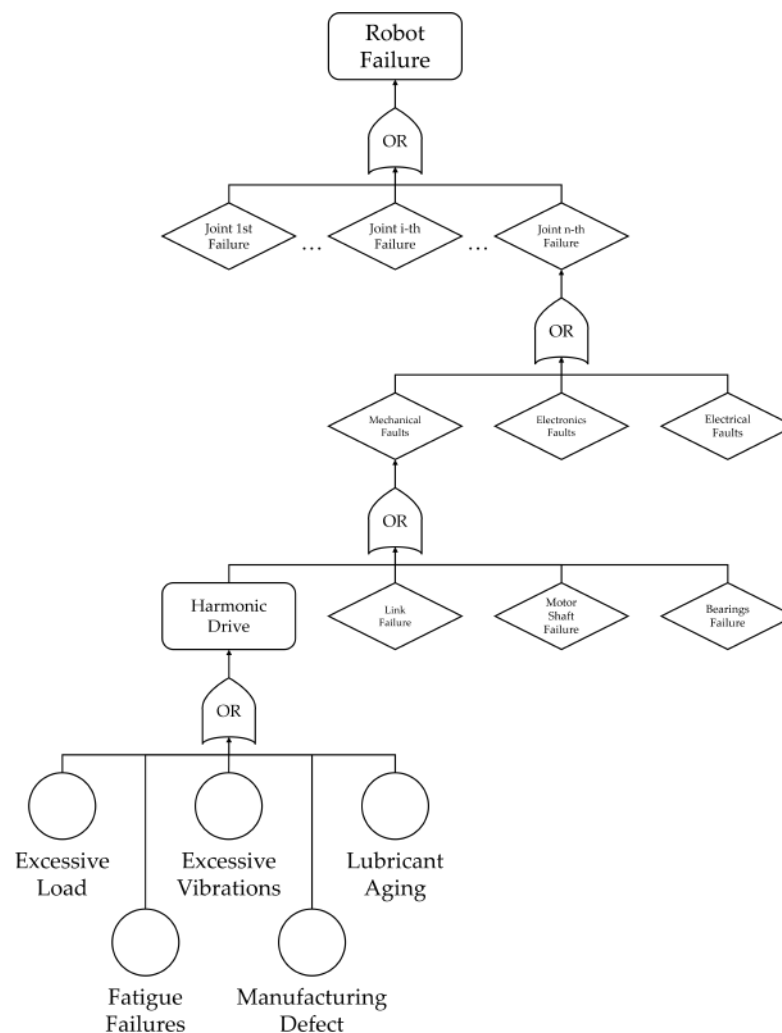 Robot
Failure
OR
Joint 1st
Failure
...
Joint i-th
Failure
...
Joint n-th
Failure
OR
Mechanical
Faults
Electronics
Faults
Electrical
Faults
OR
Harmonic
Drive
Link
Failure
Motor
Shaft
Failure
Bearings
Failure
OR
Excessive
Load
Excessive
Vibrations
Lubricant
Aging
Fatigue
Failures
Manufacturing
Defect